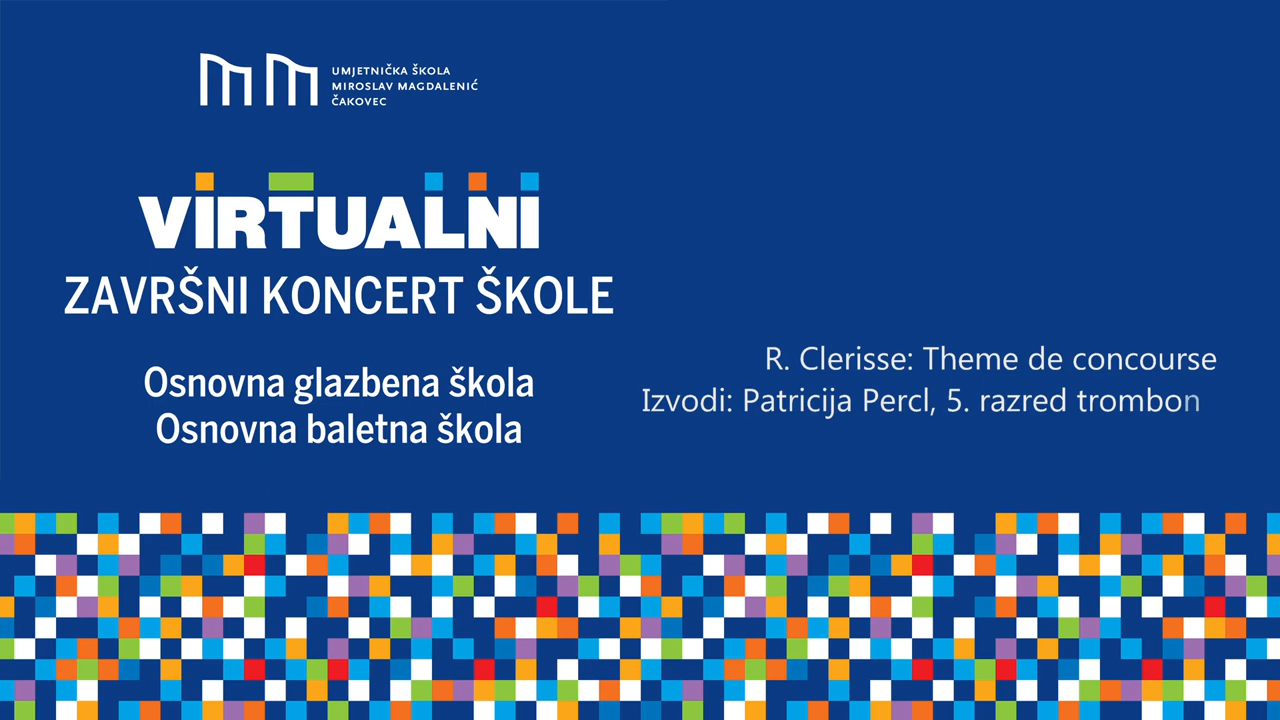 UMJETNIČKA ŠKOLA
MIROSLAV MAGDALENIĆ
ČAKOVEC
VIRTUALNI
ZAVRŠNI KONCERT ŠKOLE
Osnovna glazbena škola
Osnovna baletna škola
R. Clerisse: Theme de concourse
Izvodi: Patricija Percl, 5. razred trombon